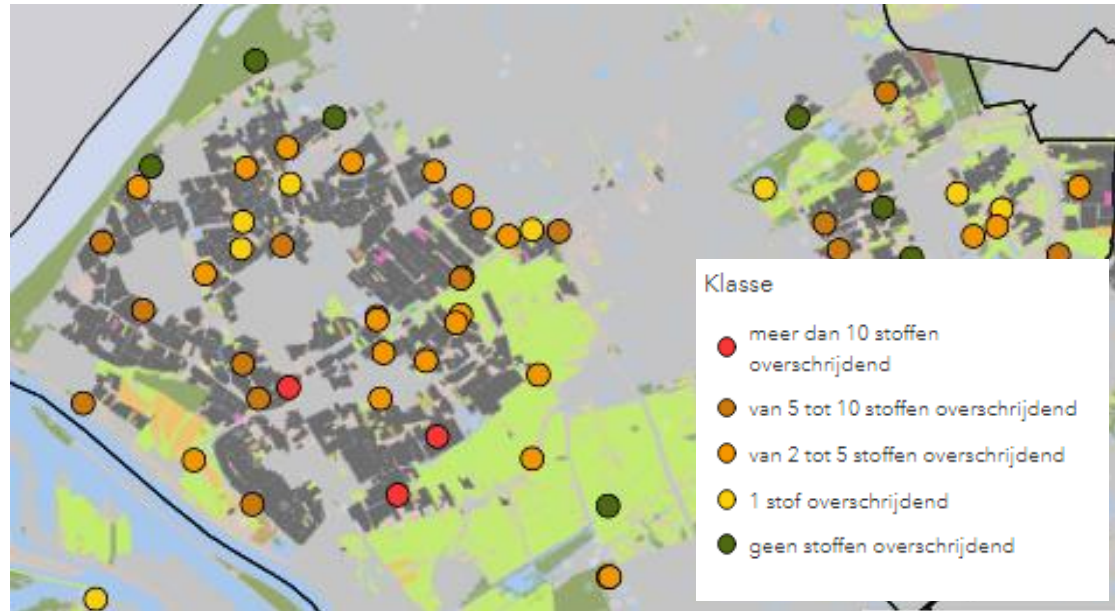 Klasse
meer dan 10 stoffen
overschrijdend
van 5 tot 10 stoffen overschrijdend
van 2 tot 5 stoffen overschrijdend
1 stof overschrijdend
geen stoffen overschrijdend